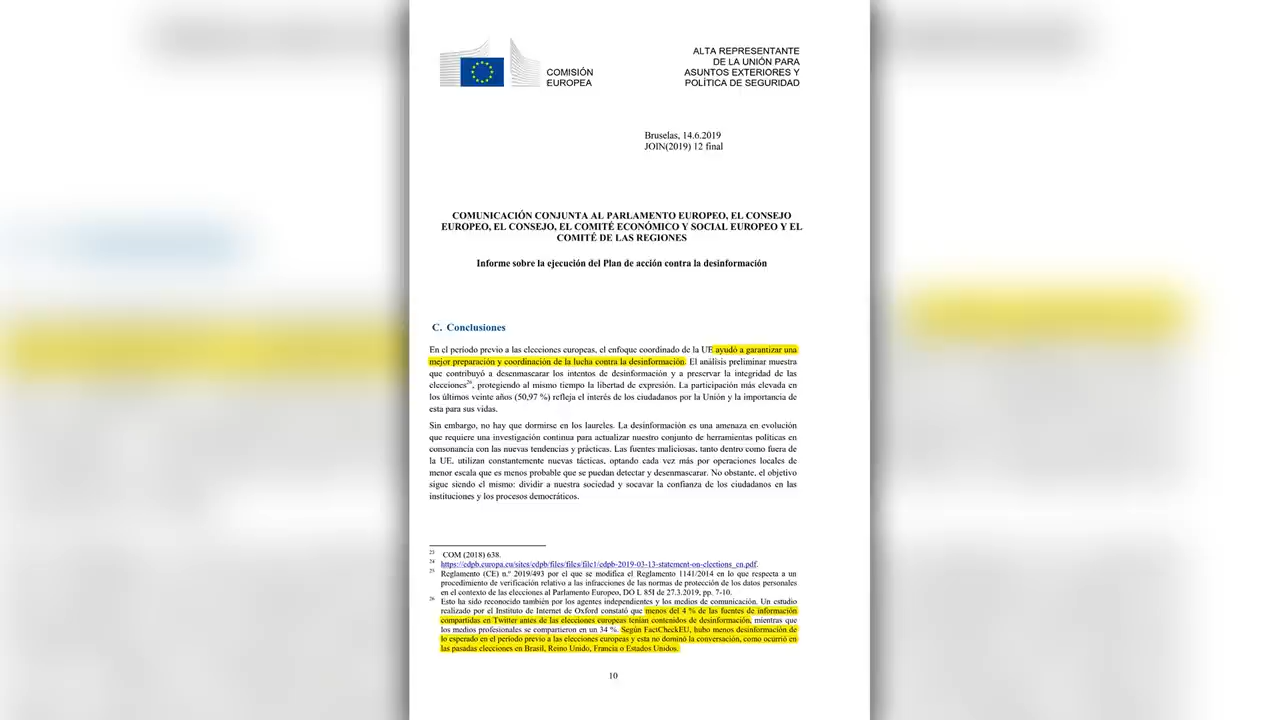 COMISIÓN
EUROPEA
ALTA REPRESENTANTE
DE LA UNIÓN PARA
ASUNTOS EXTERIORES Y
POLÍTICA DE SEGURIDAD
Bruselas, 14.6.2019
JOIN(2019) 12 final
COMUNICACIÓN CONJUNTA AL PARLAMENTO EUROPEO, EL CONSEJO
EUROPEO, EL CONSEJO, EL COMITÉ ECONÓMICO Y SOCIAL EUROPEO Y EL
COMITÉ DE LAS REGIONES
Informe sobre la ejecución del Plan de acción contra la desinformación
C. Conclusiones
En el período previo a las elecciones europeas, el enfoque coordinado de la UE ayudó a garantizar una
mejor preparación y coordinación de la lucha contra la desinformación. El análisis preliminar muestra
que contribuyó a desenmascarar los intentos de desinformación y a preservar la integridad de las
elecciones26, protegiendo al mismo tiempo la libertad de expresión. La participación más elevada en
los últimos veinte años (50,97 %) refleja el interés de los ciudadanos por la Unión y la importancia de
esta para sus vidas.
Sin embargo, no hay que dormirse en los laureles. La desinformación es una amenaza en evolución
que requiere una investigación continua para actualizar nuestro conjunto de herramientas políticas en
consonancia con las nuevas tendencias y prácticas. Las fuentes maliciosas, tanto dentro como fuera de
la UE, utilizan constantemente nuevas tácticas, optando cada vez más por operaciones locales de
menor escala que es menos probable que se puedan detectar y desenmascarar. No obstante, el objetivo
sigue siendo el mismo: dividir a nuestra sociedad y socavar la confianza de los ciudadanos en las
instituciones y los procesos democráticos.
23 COM (2018) 638.
24 https://edpb.europa.eu/sites/edpb/files/files/file1/edpb-2019-03-13-statement-on-elections_en.pdf.
25 Reglamento (CE) n.º 2019/493 por el que se modifica el Reglamento 1141/2014 en lo que respecta a un
procedimiento de verificación relativo a las infracciones de las normas de protección de los datos personales
en el contexto de las elecciones al Parlamento Europeo, DO L 85I de 27.3.2019, pp. 7-10.
26 Esto ha sido reconocido también por los agentes independientes y los medios de comunicación. Un estudio
realizado por el Instituto de Internet de Oxford constató que menos del 4 % de las fuentes de información
compartidas en Twitter antes de las elecciones europeas tenían contenidos de desinformación, mientras que
los medios profesionales se compartieron en un 34 %. Según FactCheckEU, hubo menos desinformación de
lo esperado en el período previo a las elecciones europeas y esta no dominó la conversación, como ocurrió en
las pasadas elecciones en Brasil, Reino Unido, Francia o Estados Unidos.
10